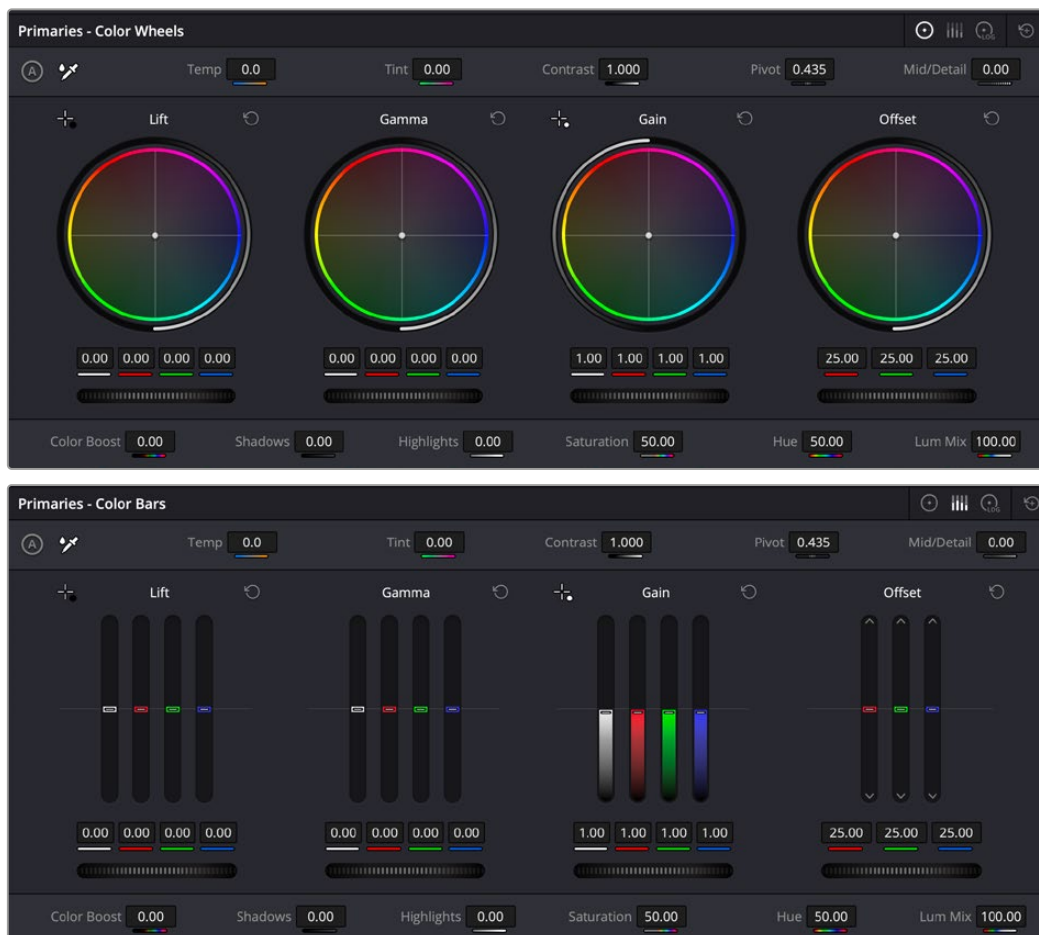 Primaries - Color Wheels
LOG
A Temp 0.0 Tint 0.00 Contrast 1.000 Pivot 0.435 Mid/Detail 0.00
Lift Gamma Gain Offset
0.00 0.00 0.00 0.00 0.00 0.00 0.00 0.00 1.00 1.00 1.00 1.00 25.00 25.00 25.00
Color Boost 0.00 Shadows 0.00 Highlights 0.00 Saturation 50.00 Hue 50.00 Lum Mix 100.00
Primaries - Color Bars
LOG
A Temp 0.0 Tint 0.00 Contrast 1.000 Pivot 0.435 Mid/Detail 0.00
Lift Gamma Gain Offset
0.00 0.00 0.00 0.00 0.00 0.00 0.00 0.00 1.00 1.00 1.00 1.00 25.00 25.00 25.00
Color Boost 0.00 Shadows 0.00 Highlights 0.00 Saturation 50.00 Hue 50.00 Lum Mix 100.00